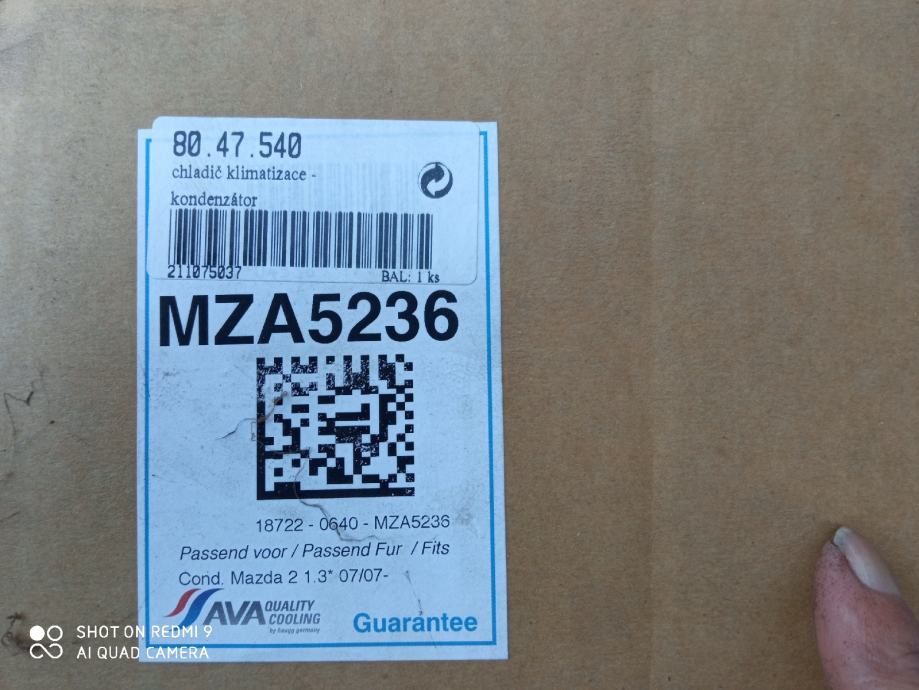 80.47.540
chladič klimatizace -
kondenzátor
211075037
BAL: 1 ks
MZA5236
18722 - 0640 - MZA5236
Passend voor / Passend Fur / Fits
Cond. Mazda 2 1.3* 07/07-
AVA QUALITY
COOLING
by haugg germany
Guarantee
SHOT ON REDMI 9
AI QUAD CAMERA